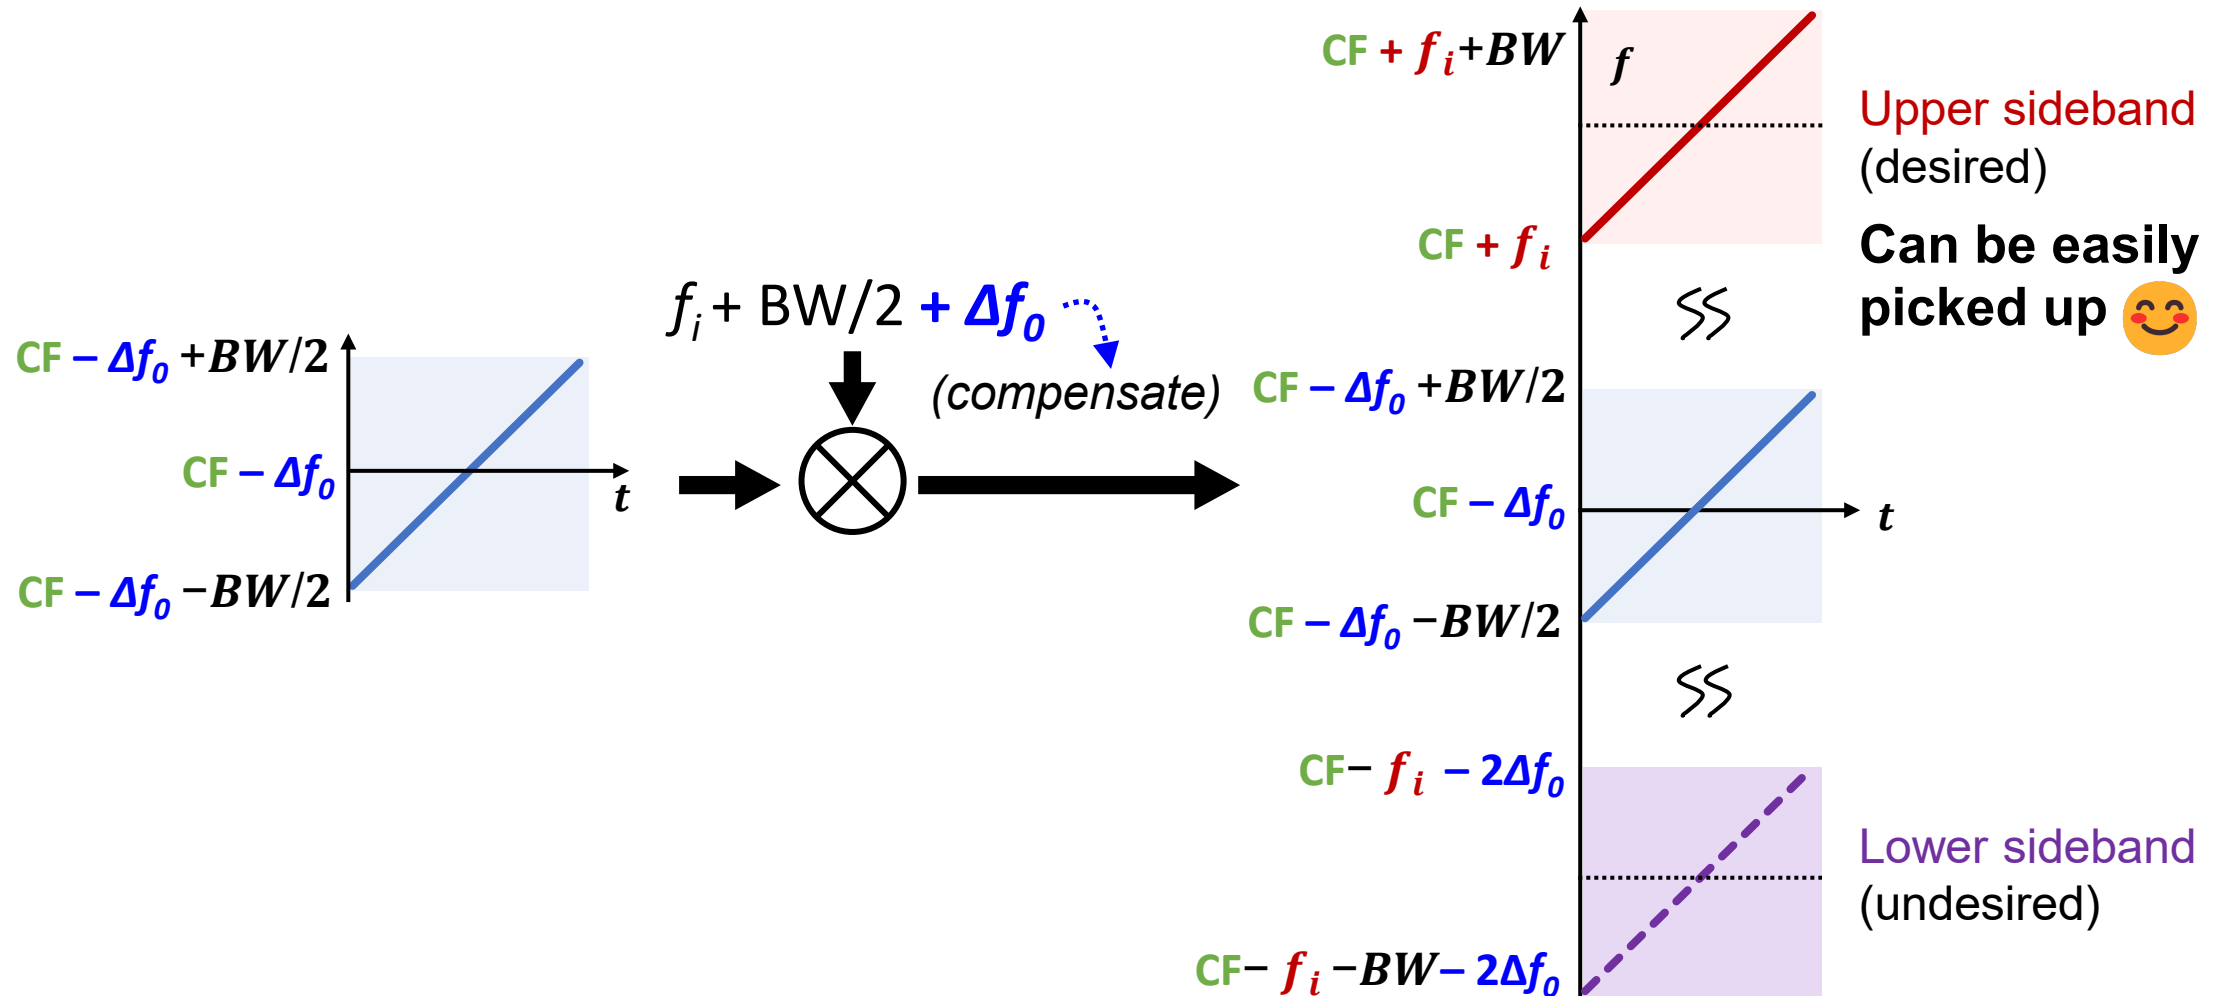 CF − Δf₀ +BW/2
CF − Δf₀
CF − Δf₀ −BW/2
t
fᵢ + BW/2 + Δf₀
(compensate)
CF + fᵢ+BW
f
CF + fᵢ
CF − Δf₀ +BW/2
CF − Δf₀
t
CF − Δf₀ −BW/2
CF− fᵢ − 2Δf₀
CF− fᵢ −BW− 2Δf₀
Upper sideband
(desired)
Can be easily
picked up
Lower sideband
(undesired)